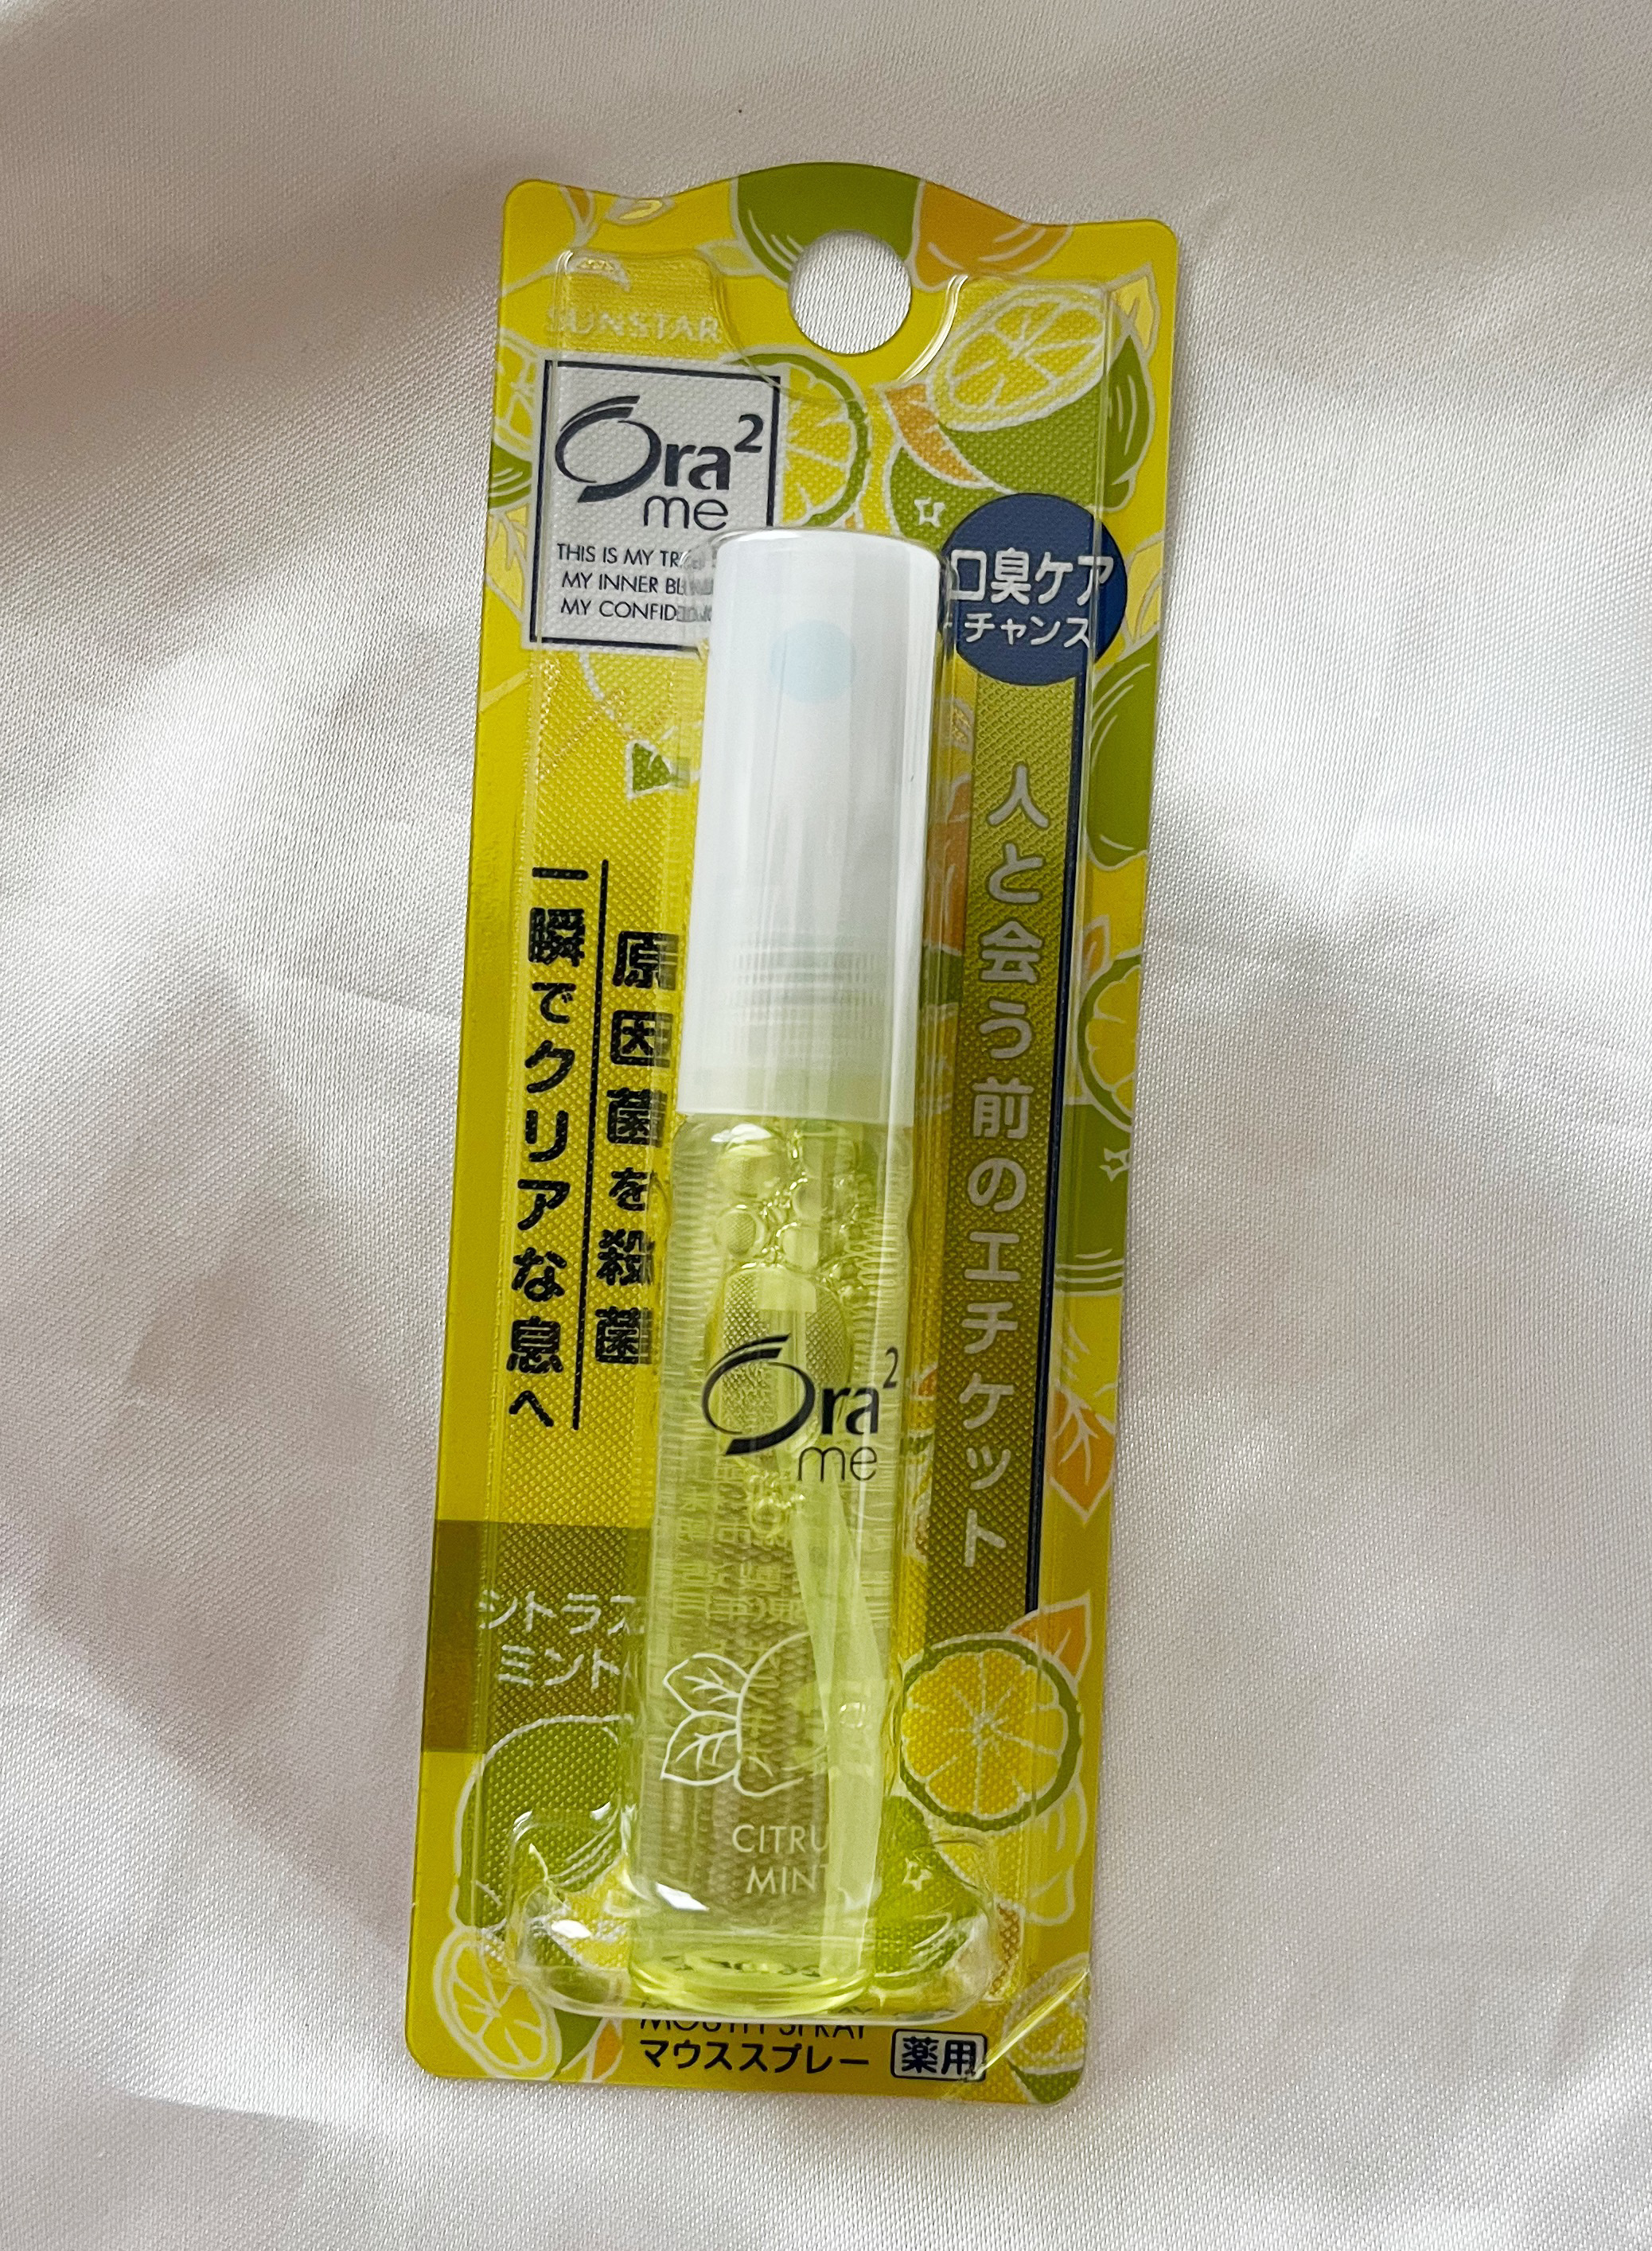 SUNSTAR
Ora²
me
THIS IS MY
MY INNER
MY
口臭ケア
チャンス
人と会う前のエチケット
原因菌を殺菌
一瞬でクリアな息へ
Ora²
me
シトラス
ミント
CITRU
MINT
MOUTH SPRAY
マウススプレー
薬用